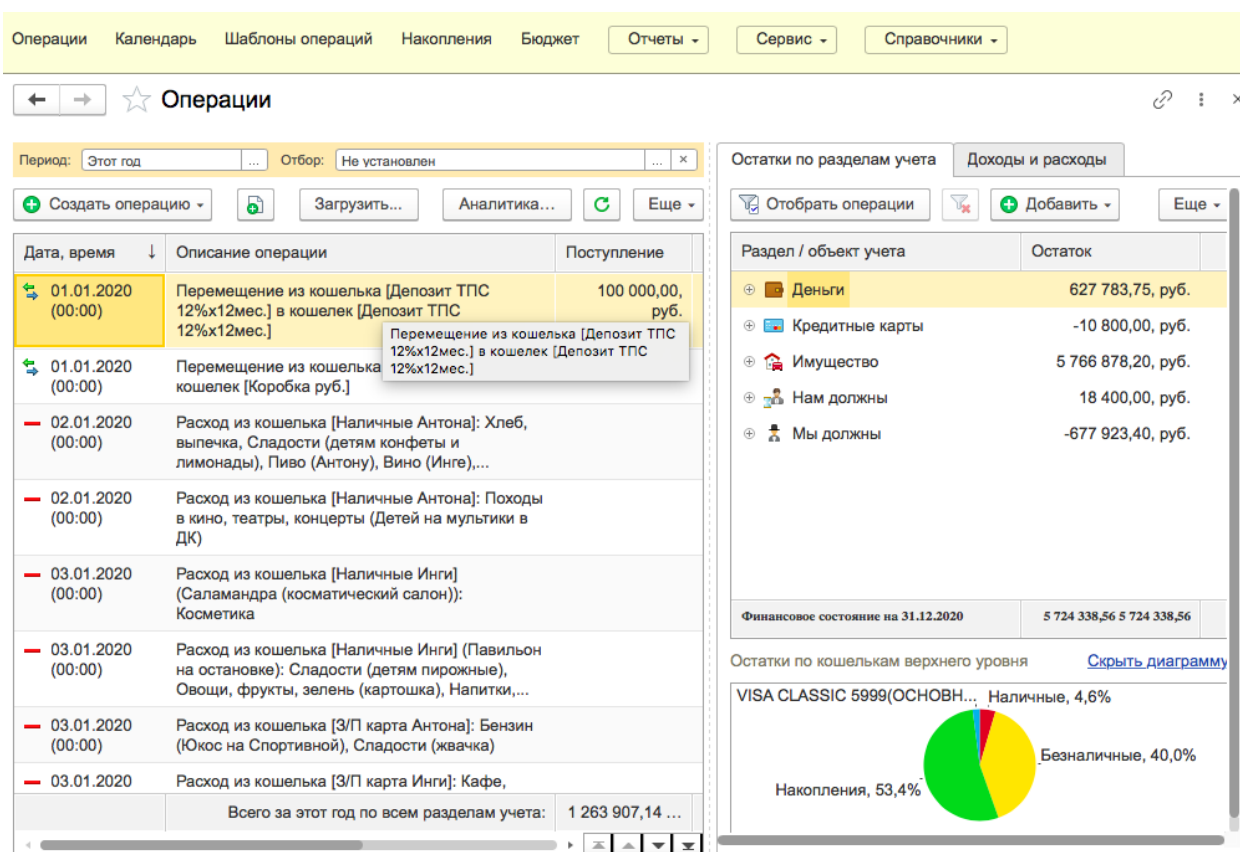 Операции Календарь Шаблоны операций Накопления Бюджет Отчеты Сервис Справочники
Операции
Период: Этот год ... Отбор: Не установлен ... ×
Создать операцию Загрузить... Аналитика... Еще
Дата, время ↓ Описание операции Поступление
01.01.2020 Перемещение из кошелька [Депозит ТПС 100 000,00,
(00:00) 12%х12мес.] в кошелек [Депозит ТПС руб.
12%х12мес.]
Перемещение из кошелька [Депозит ТПС
12%х12мес.] в кошелек [Депозит ТПС
12%х12мес.]
01.01.2020 Перемещение из кошелька
(00:00) кошелек [Коробка руб.]
02.01.2020 Расход из кошелька [Наличные Антона]: Хлеб,
(00:00) выпечка, Сладости (детям конфеты и
лимонады), Пиво (Антону), Вино (Инге),...
02.01.2020 Расход из кошелька [Наличные Антона]: Походы
(00:00) в кино, театры, концерты (Детей на мультики в
ДК)
03.01.2020 Расход из кошелька [Наличные Инги]
(00:00) (Саламандра (косматический салон)):
Косметика
03.01.2020 Расход из кошелька [Наличные Инги] (Павильон
(00:00) на остановке): Сладости (детям пирожные),
Овощи, фрукты, зелень (картошка), Напитки,...
03.01.2020 Расход из кошелька [З/П карта Антона]: Бензин
(00:00) (Юкос на Спортивной), Сладости (жвачка)
03.01.2020 Расход из кошелька [З/П карта Инги]: Кафе,
Всего за этот год по всем разделам учета: 1 263 907,14 ...
Остатки по разделам учета Доходы и расходы
Отобрать операции Добавить Еще
Раздел / объект учета Остаток
Деньги 627 783,75, руб.
Кредитные карты -10 800,00, руб.
Имущество 5 766 878,20, руб.
Нам должны 18 400,00, руб.
Мы должны -677 923,40, руб.
Финансовое состояние на 31.12.2020 5 724 338,56 5 724 338,56
Остатки по кошелькам верхнего уровня Скрыть диаграмму
VISA CLASSIC 5999(ОСНОВН... Наличные, 4,6%
Безналичные, 40,0%
Накопления, 53,4%